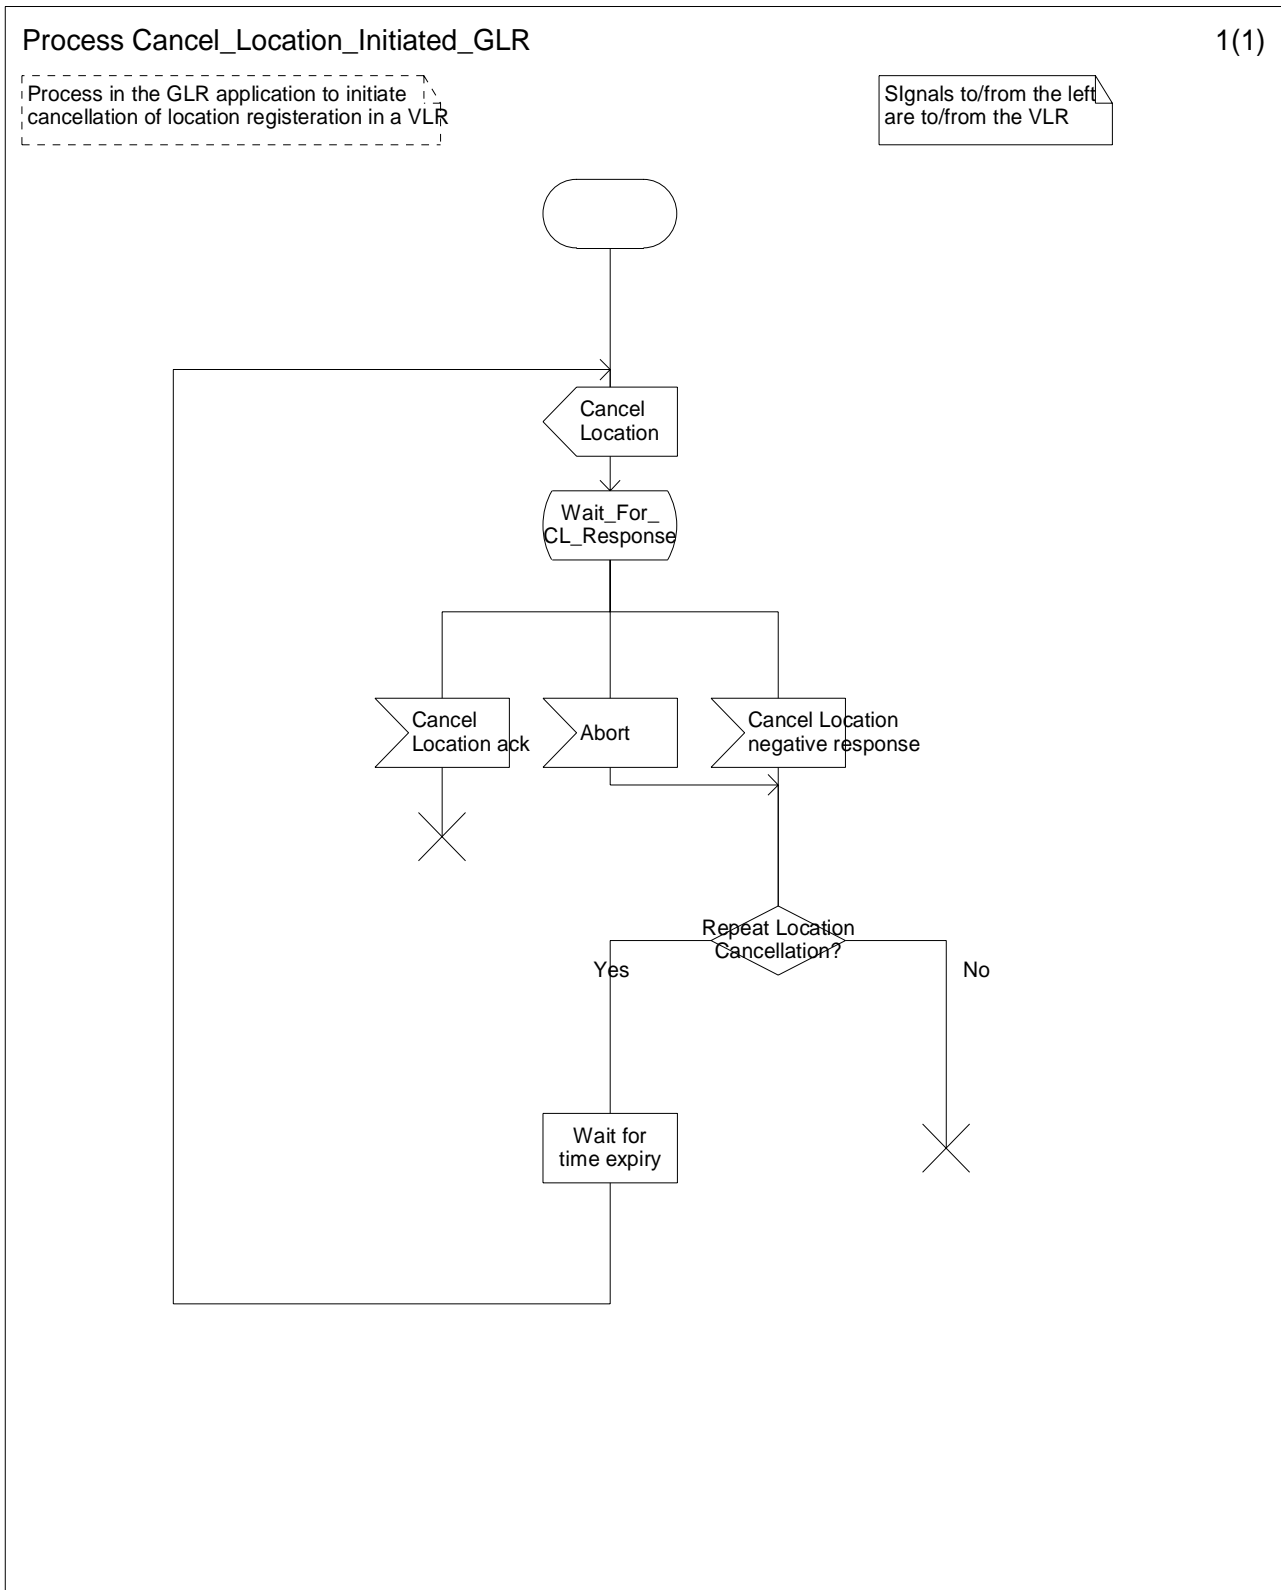 Process Cancel_Location_Initiated_GLR
1(1)
Process in the GLR application to initiate
cancellation of location registeration in a VLR
SIgnals to/from the left
are to/from the VLR
Cancel
Location
Wait_For_
CL_Response
Cancel
Location ack
Abort
Cancel Location
negative response
Repeat Location
Cancellation?
Yes
No
Wait for
time expiry